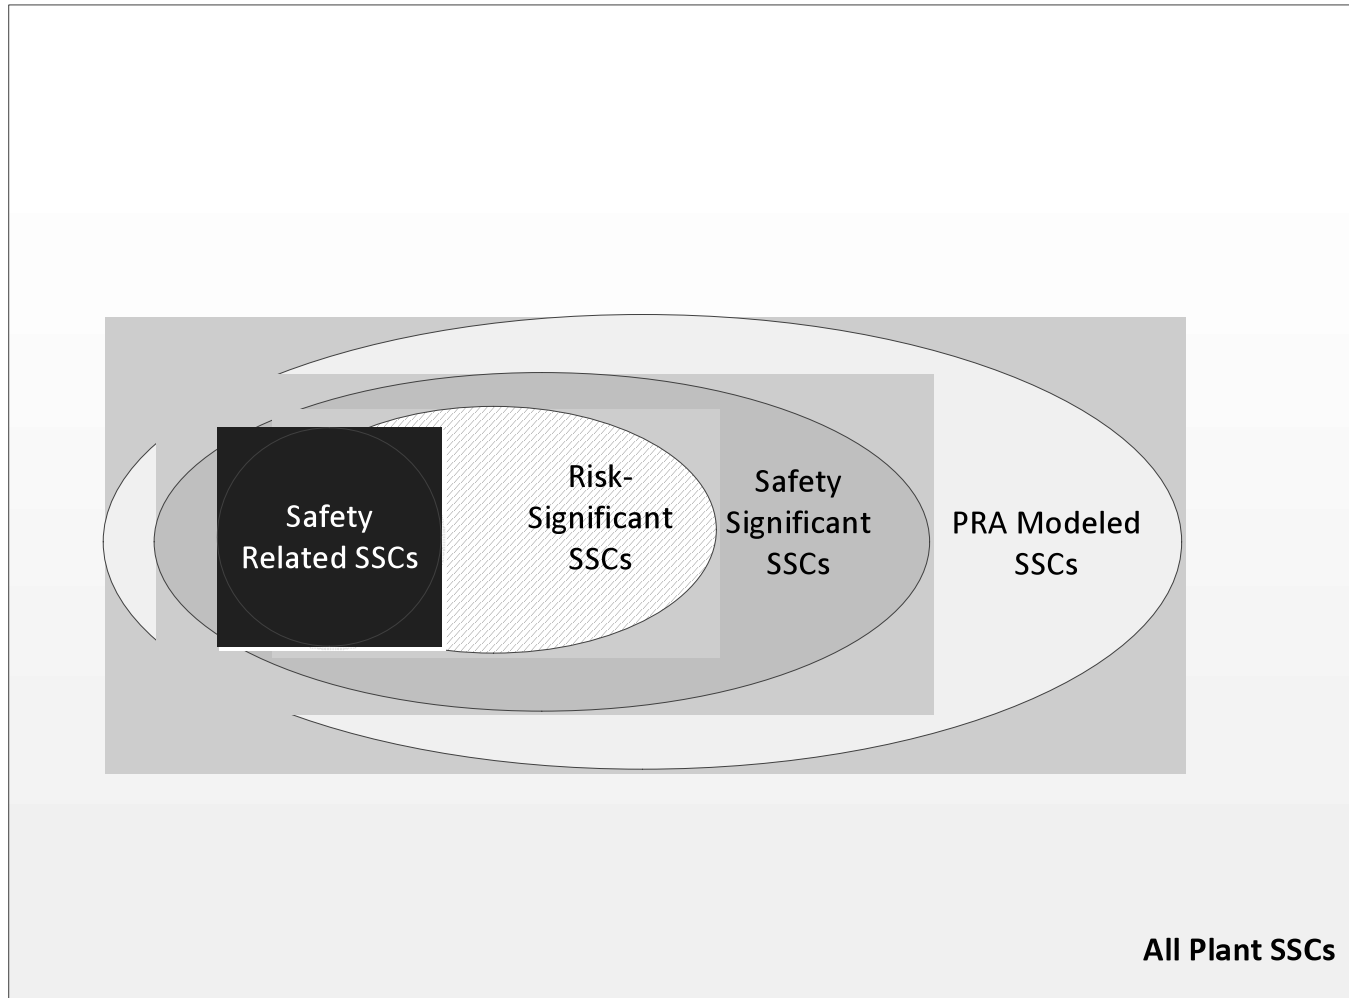 Safety
Related SSCs
Risk-
Significant
SSCs
Safety
Significant
SSCs
PRA Modeled
SSCs
All Plant SSCs